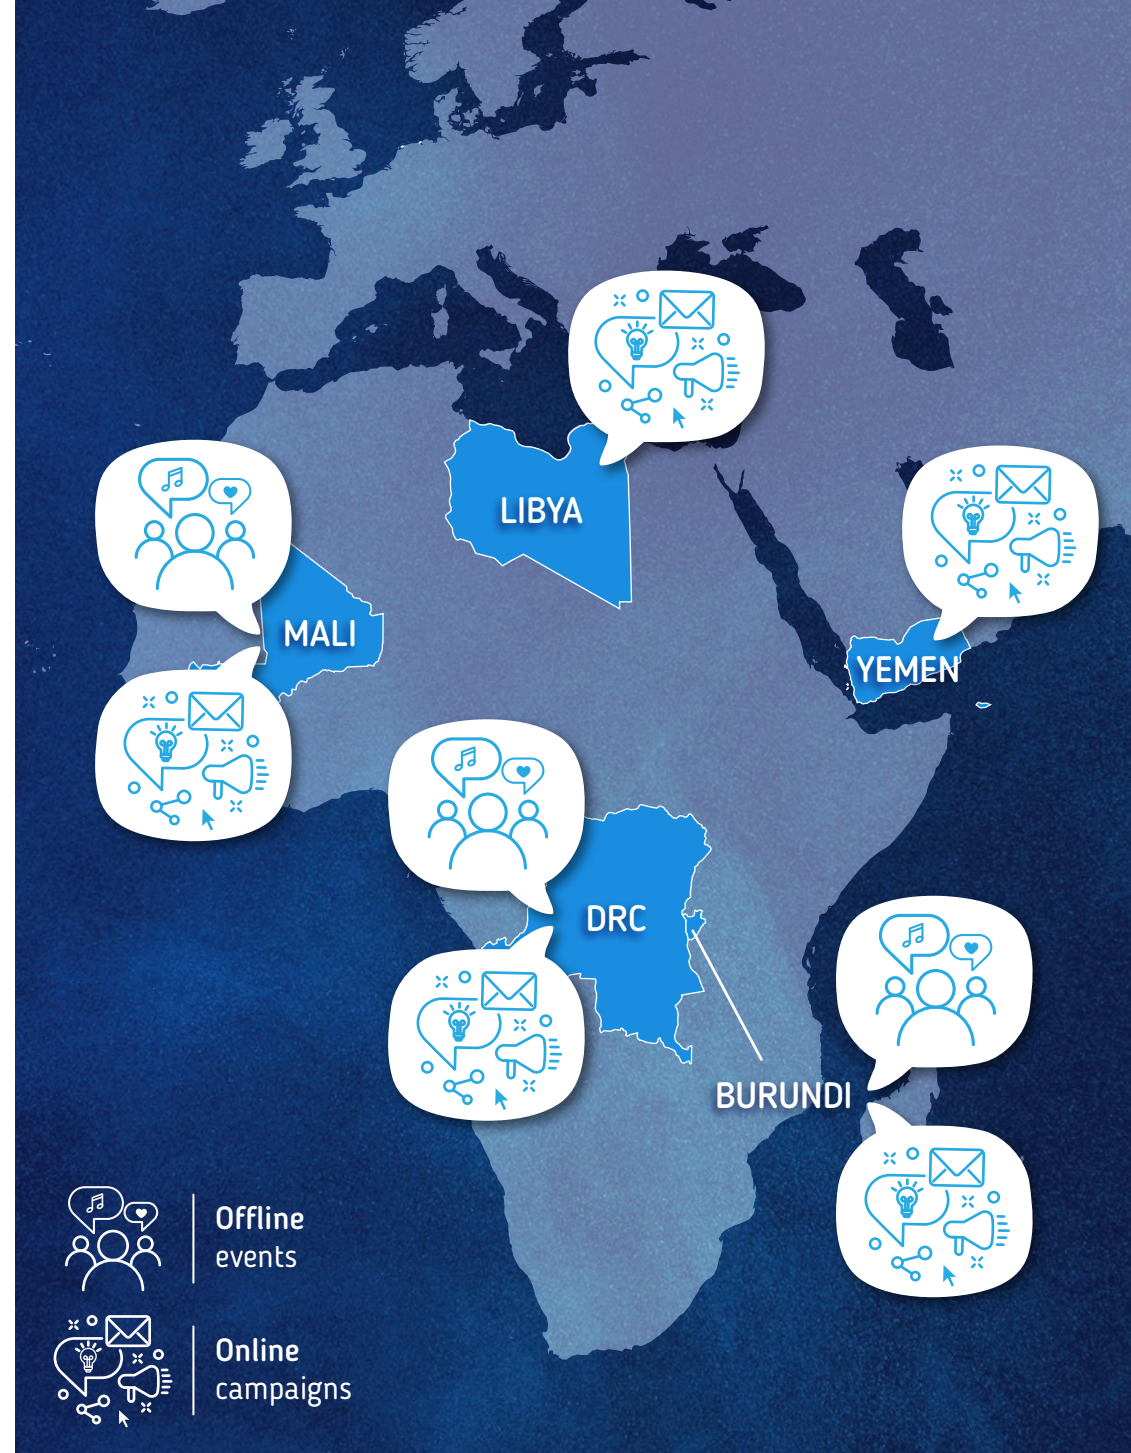 LIBYA
MALI
YEMEN
DRC
BURUNDI
Offline
events
Online
campaigns